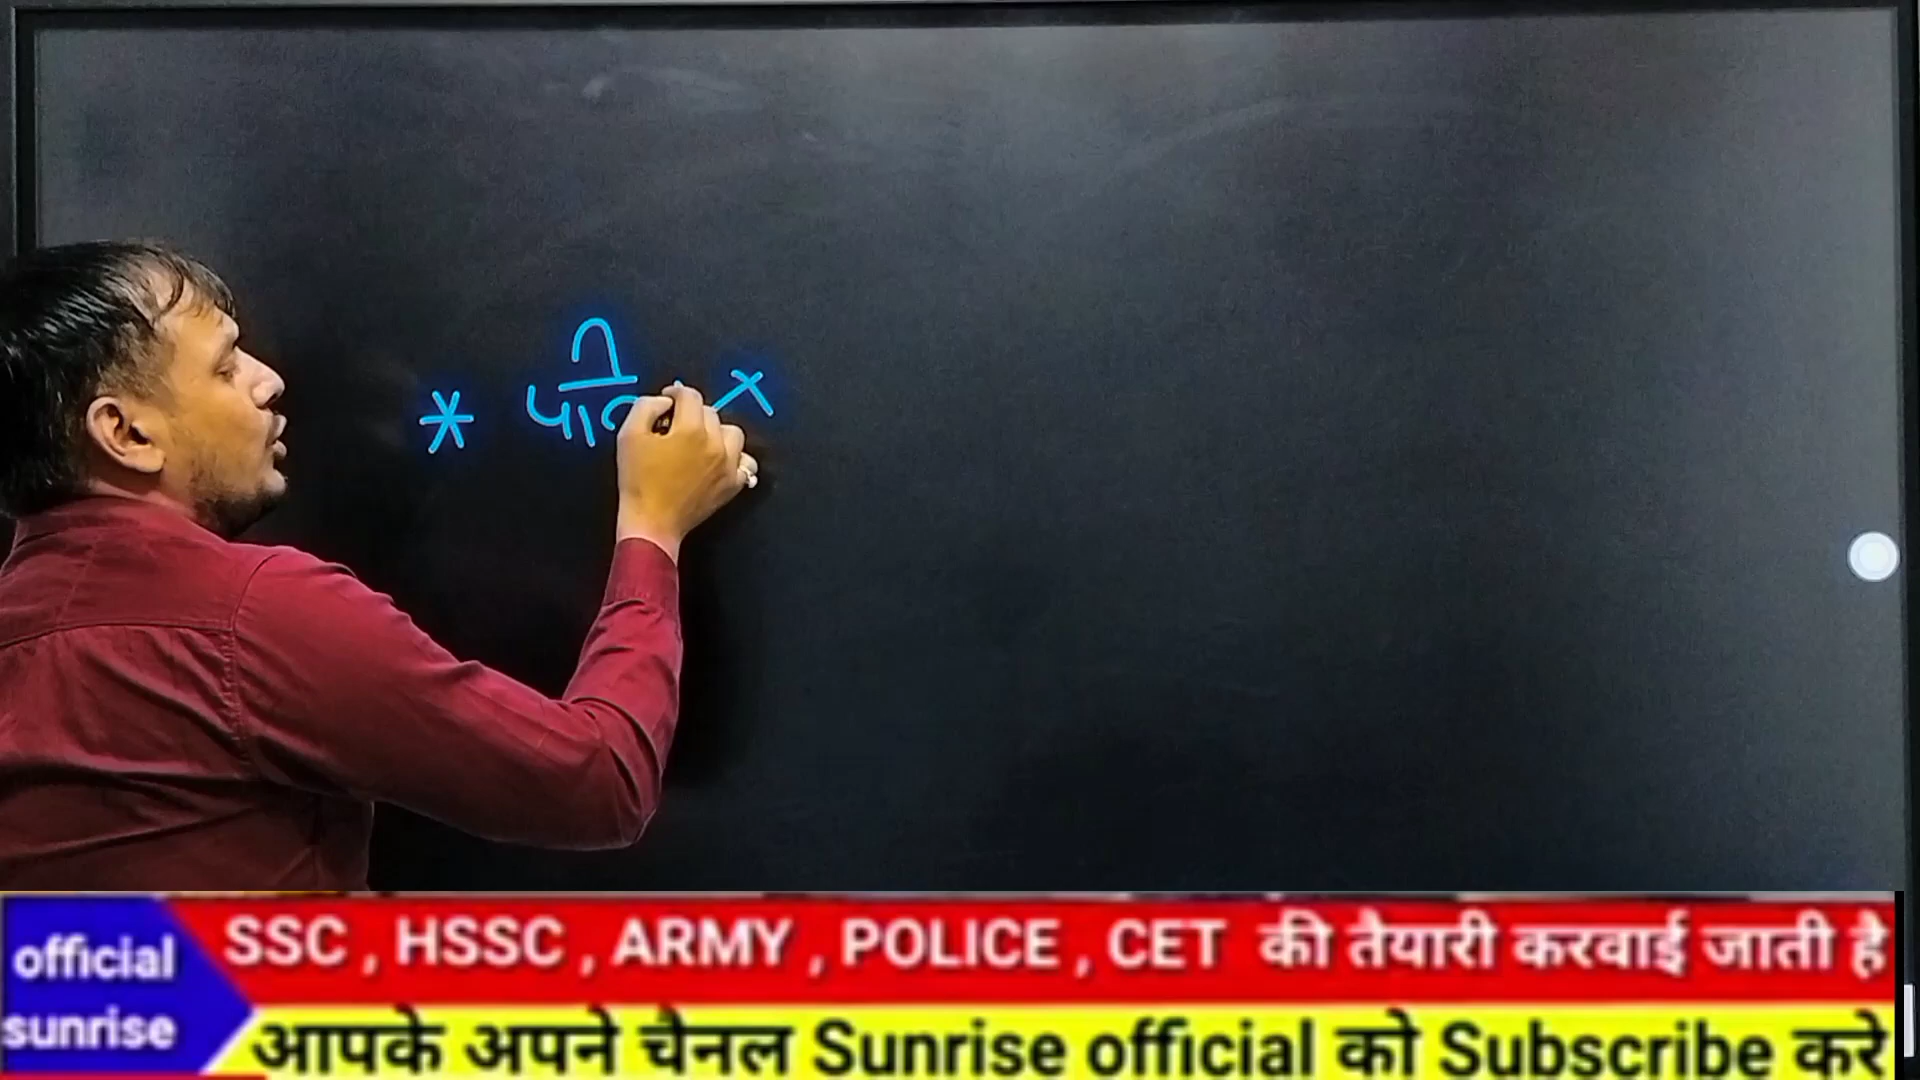 official
sunrise
SSC , HSSC , ARMY , POLICE , CET की तैयारी करवाई जाती है
आपके अपने चैनल Sunrise official को Subscribe करे